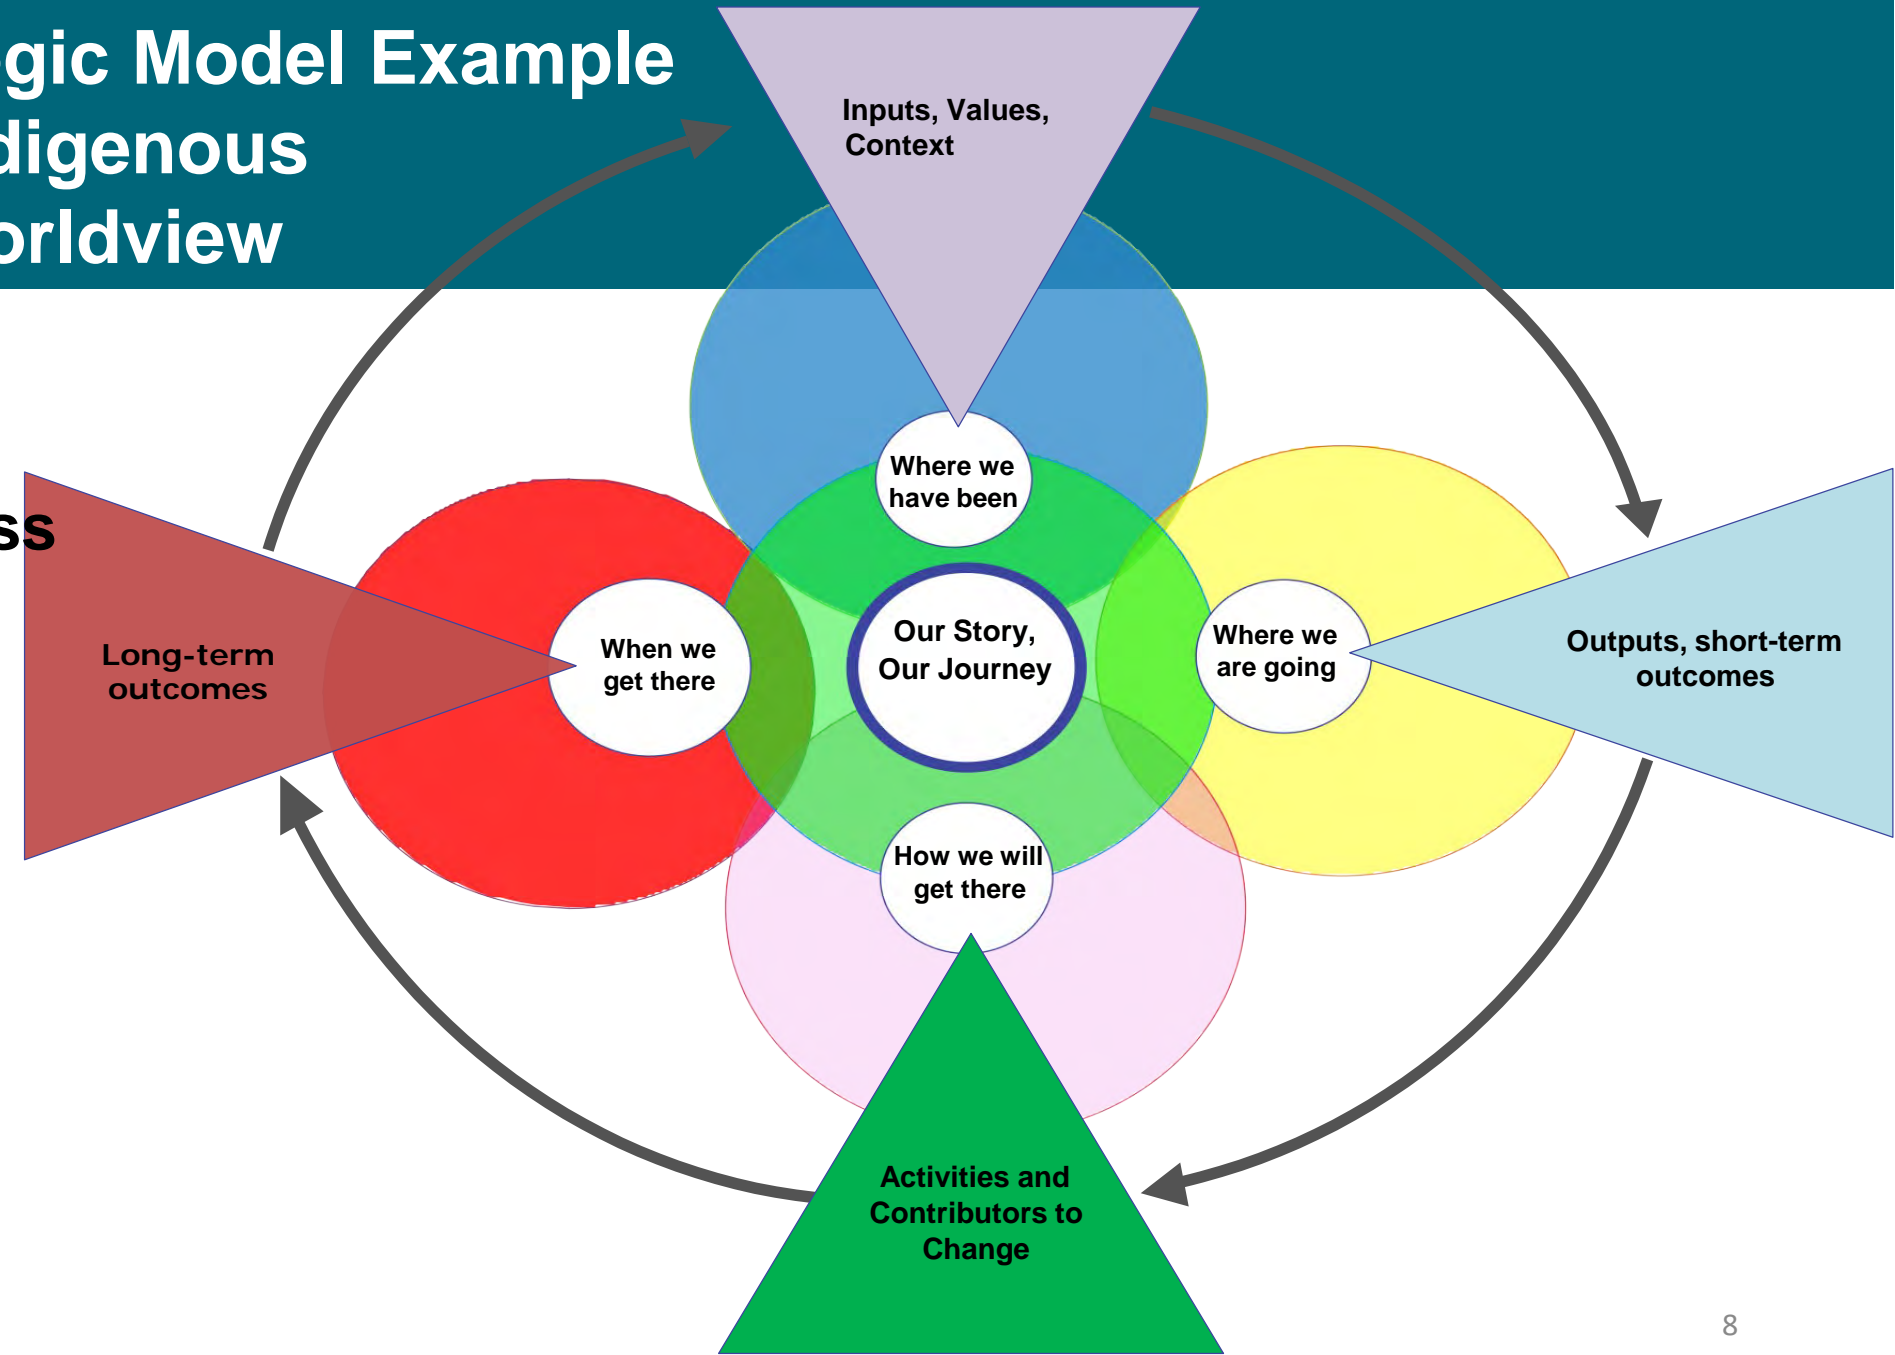 gic Model Example
digenous
orldview
Inputs, Values,
Context
Where we
have been
ss
Long-term
outcomes
When we
get there
Our Story,
Our Journey
Where we
are going
Outputs, short-term
outcomes
How we will
get there
Activities and
Contributors to
Change
8